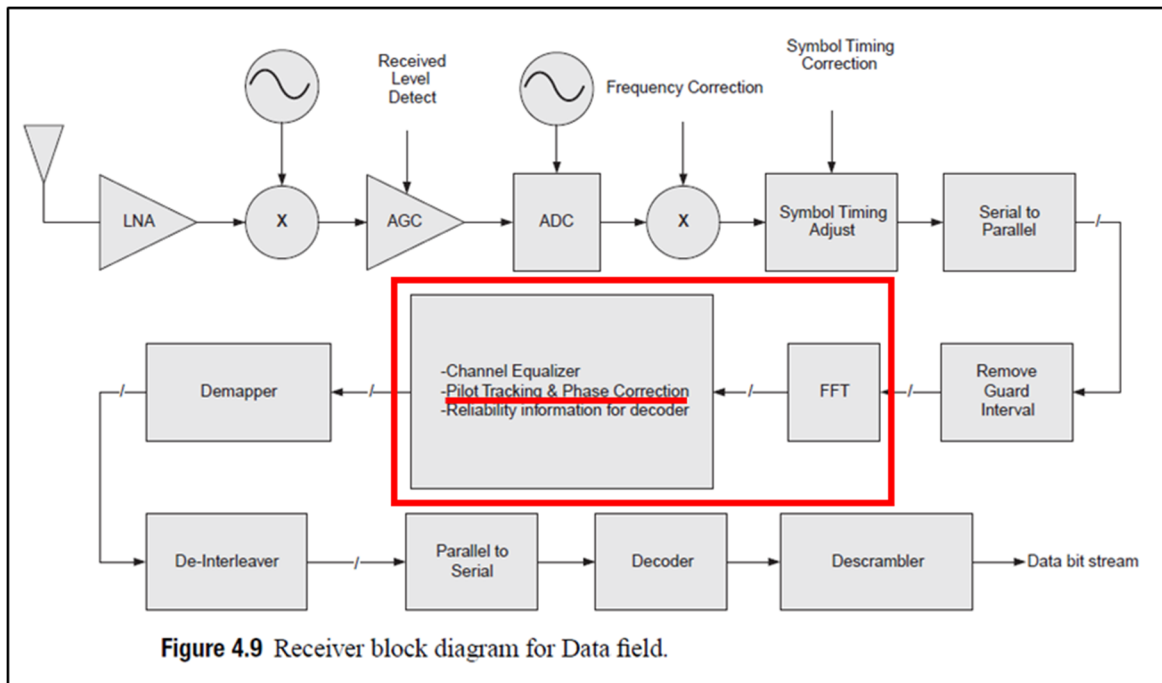 Received
Level
Detect
Frequency Correction
Symbol Timing
Correction
LNA
X
AGC
ADC
X
Symbol Timing
Adjust
Serial to
Parallel
Demapper
-Channel Equalizer
-Pilot Tracking & Phase Correction
-Reliability information for decoder
FFT
Remove
Guard
Interval
De-Interleaver
Parallel to
Serial
Decoder
Descrambler
Data bit stream
Figure 4.9 Receiver block diagram for Data field.